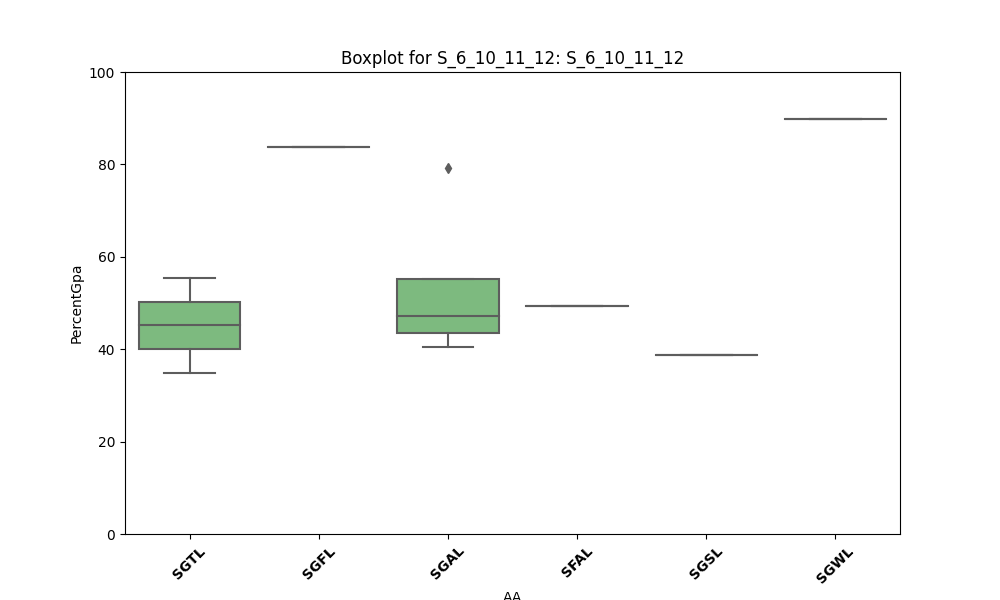 Boxplot for S_6_10_11_12: S_6_10_11_12
100
80
60
40
20
0
PercentGpa
SGTL
SGFL
SGAL
SFAL
SGSL
SGWL
AA